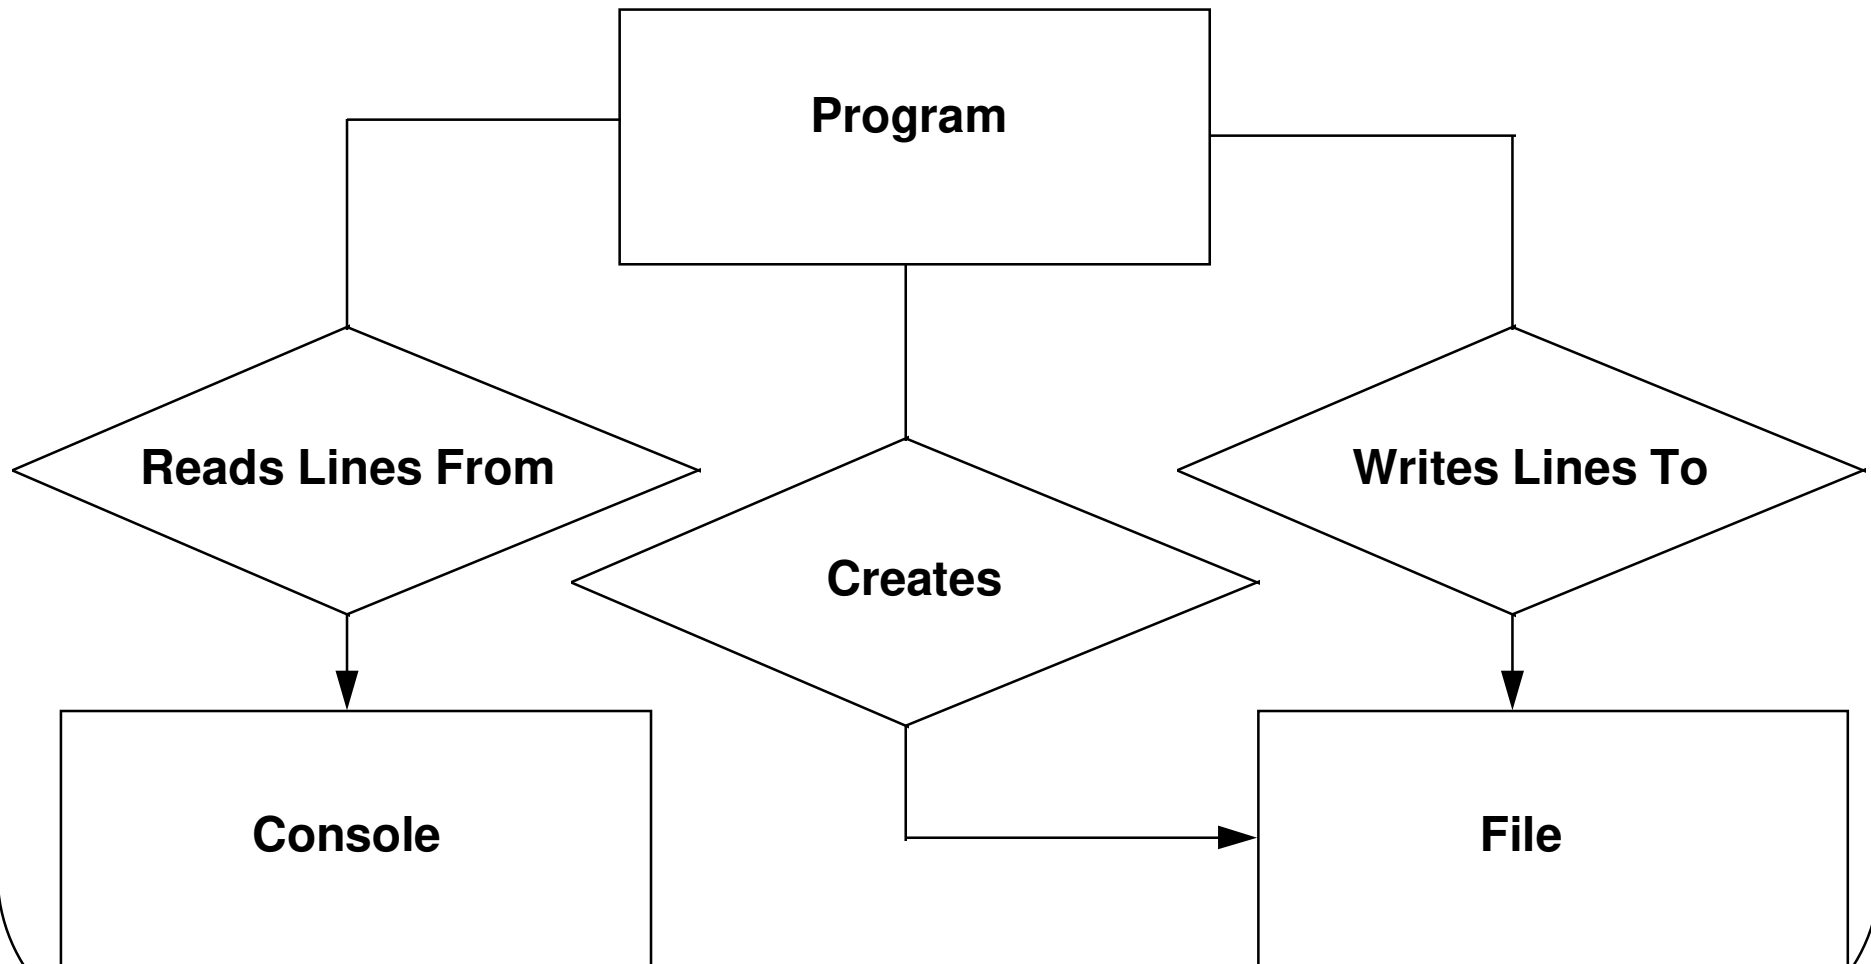 Program
Reads Lines From
Writes Lines To
Creates
Console
File